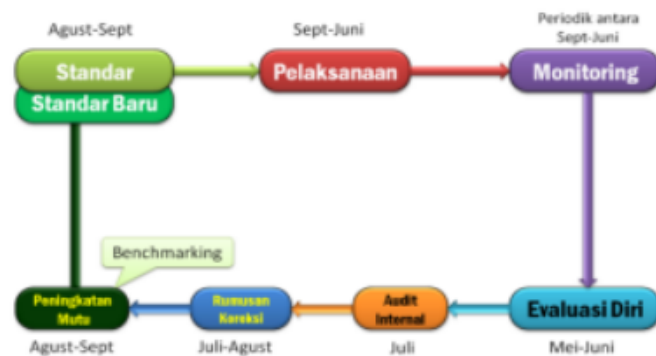 Agust-Sept
Sept-Juni
Periodik antara
Sept-Juni
Standar
Pelaksanaan
Monitoring
Standar Baru
Benchmarking
Peningkatan
Mutu
Rumusan
Koreksi
Audit
Internal
Evaluasi Diri
Agust-Sept
Juli-Agust
Juli
Mei-Juni